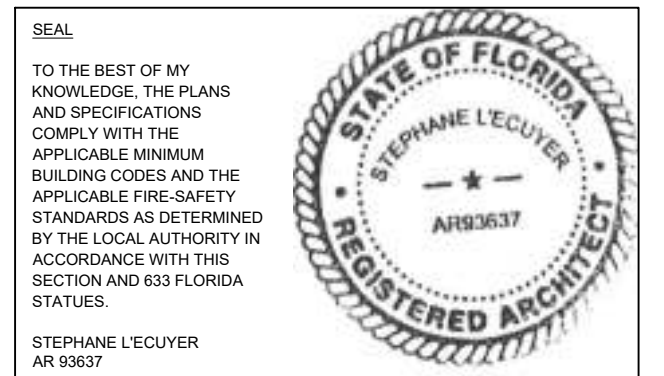 SEAL
TO THE BEST OF MY
KNOWLEDGE, THE PLANS
AND SPECIFICATIONS
COMPLY WITH THE
APPLICABLE MINIMUM
BUILDING CODES AND THE
APPLICABLE FIRE-SAFETY
STANDARDS AS DETERMINED
BY THE LOCAL AUTHORITY IN
ACCORDANCE WITH THIS
SECTION AND 633 FLORIDA
STATUES.
STEPHANE L'ECUYER
AR 93637
STATE OF FLORIDA
STEPHANE L'ECUYER
AR93637
REGISTERED ARCHITECT